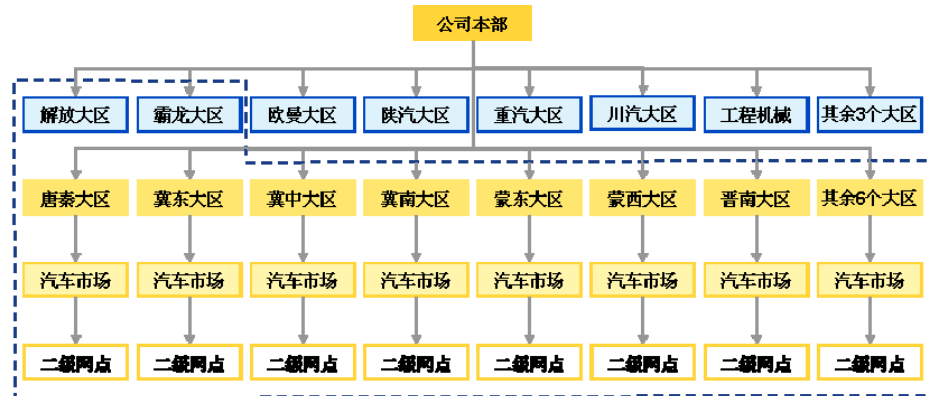 公司本部
解放大区 霸龙大区 欧曼大区 陕汽大区 重汽大区 川汽大区 工程机械 其余3个大区
唐秦大区 冀东大区 冀中大区 冀南大区 蒙东大区 蒙西大区 晋南大区 其余6个大区
汽车市场 汽车市场 汽车市场 汽车市场 汽车市场 汽车市场 汽车市场 汽车市场
二级网点 二级网点 二级网点 二级网点 二级网点 二级网点 二级网点 二级网点